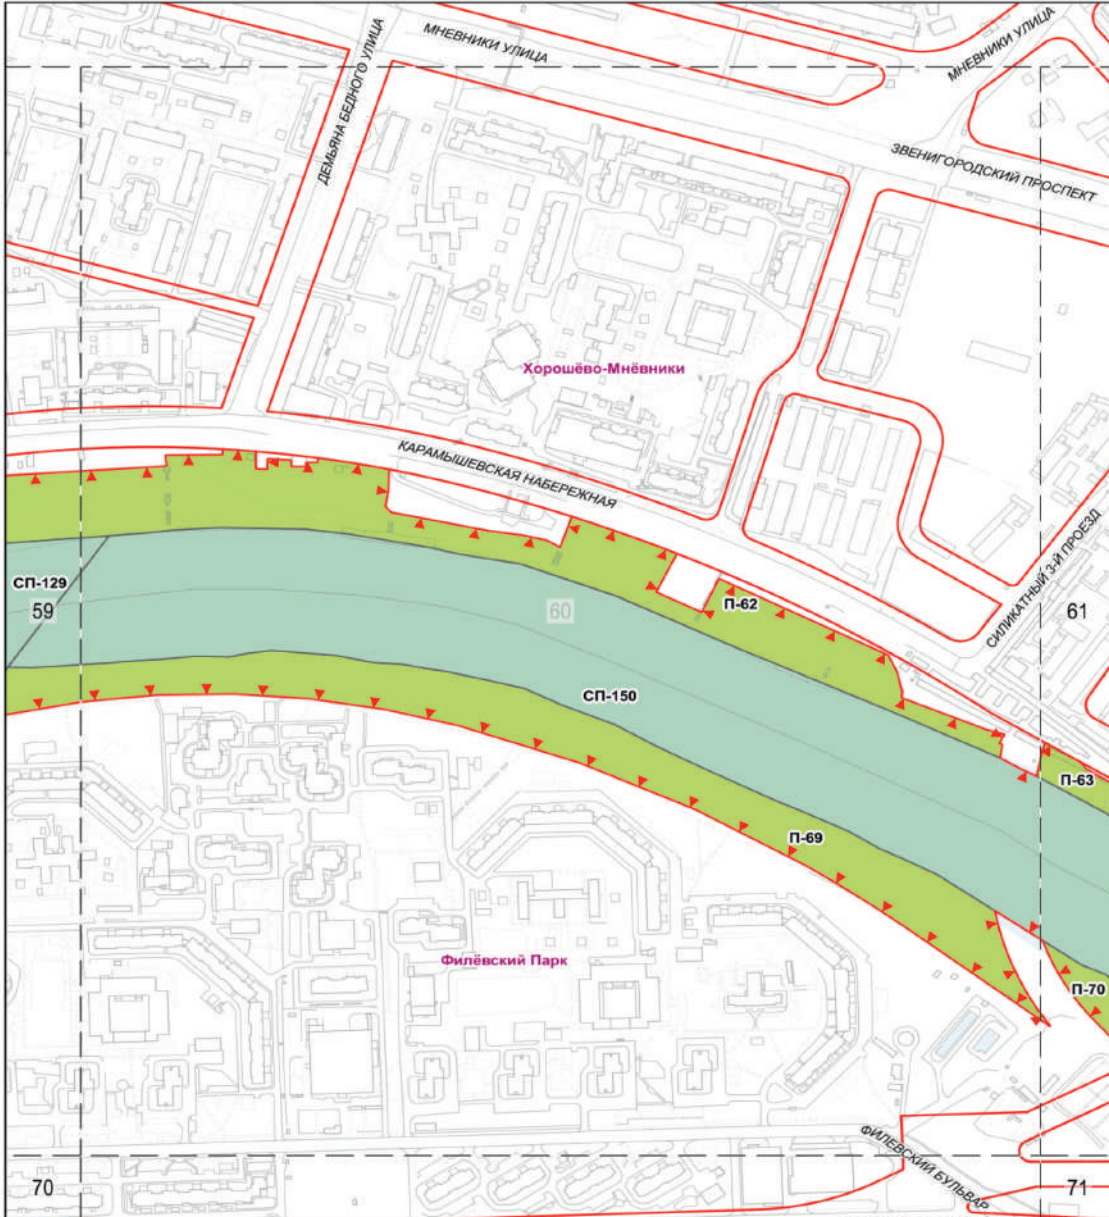 МНЕВНИКИ УЛИЦА
МНЕВНИКИ УЛИЦА
ДЕМЬЯНА БЕДНОГО УЛИЦА
ЗВЕНИГОРОДСКИЙ ПРОСПЕКТ
Хорошёво-Мнёвники
КАРАМЫШЕВСКАЯ НАБЕРЕЖНАЯ
СИЛИКАТНЫЙ 3-Й ПРОЕЗД
СП-129
59
60
П-62
61
СП-150
П-63
П-69
Филёвский Парк
П-70
ФИЛЕВСКИЙ БУЛЬВАР
70
71